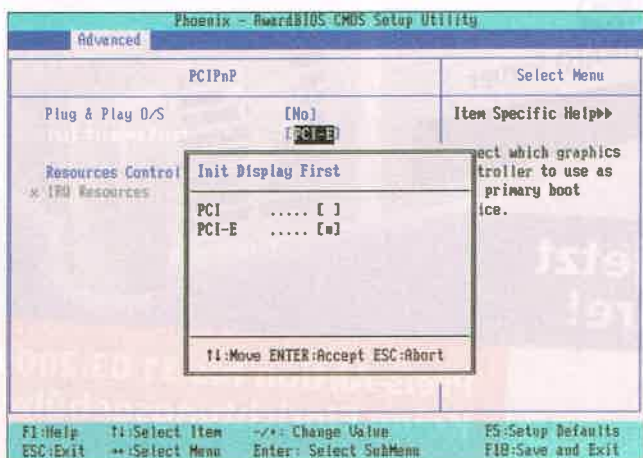 Phoenix - AwardBIOS CMOS Setup Utility
Advanced
PCIPnP
Select Menu
Plug & Play O/S [No]
[PCI-E]
Resources Control
x IRQ Resources
Item Specific Help▸▸
ect which graphics
troller to use as
primary boot
ice.
Init Display First
PCI ..... [ ]
PCI-E ..... [■]
↑↓:Move ENTER:Accept ESC:Abort
F1:Help ↑↓:Select Item -/+: Change Value F5:Setup Defaults
ESC:Exit ↔:Select Menu Enter: Select SubMenu F10:Save and Exit